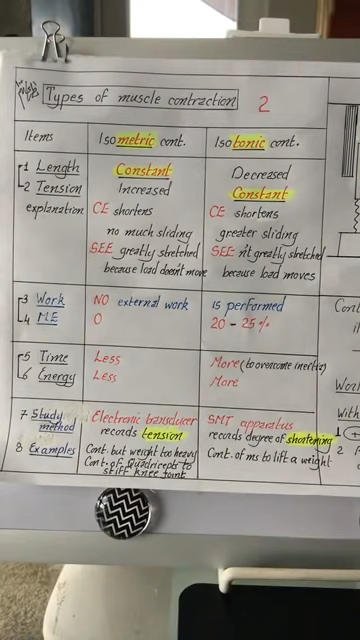 Types of muscle contraction 2
Items Isometric cont. Isotonic cont.
1 Length Constant Decreased
2 Tension Increased Constant
explanation CE shortens CE shortens
no much sliding greater sliding
SEE greatly stretched SEE n't greatly stretched
because load doesn't move because load moves
3 Work NO external work is performed
4 ME 0 20 - 25%
5 Time Less More (to overcome inertia)
6 Energy Less More
7 Study method Electronic transducer SMT apparatus
records tension records degree of shortening
8 Examples Cont. but weight too heavy Cont. of ms to lift a weight
Cont. of Quadriceps to
stiff knee joint
Cont
Work
With
1
2